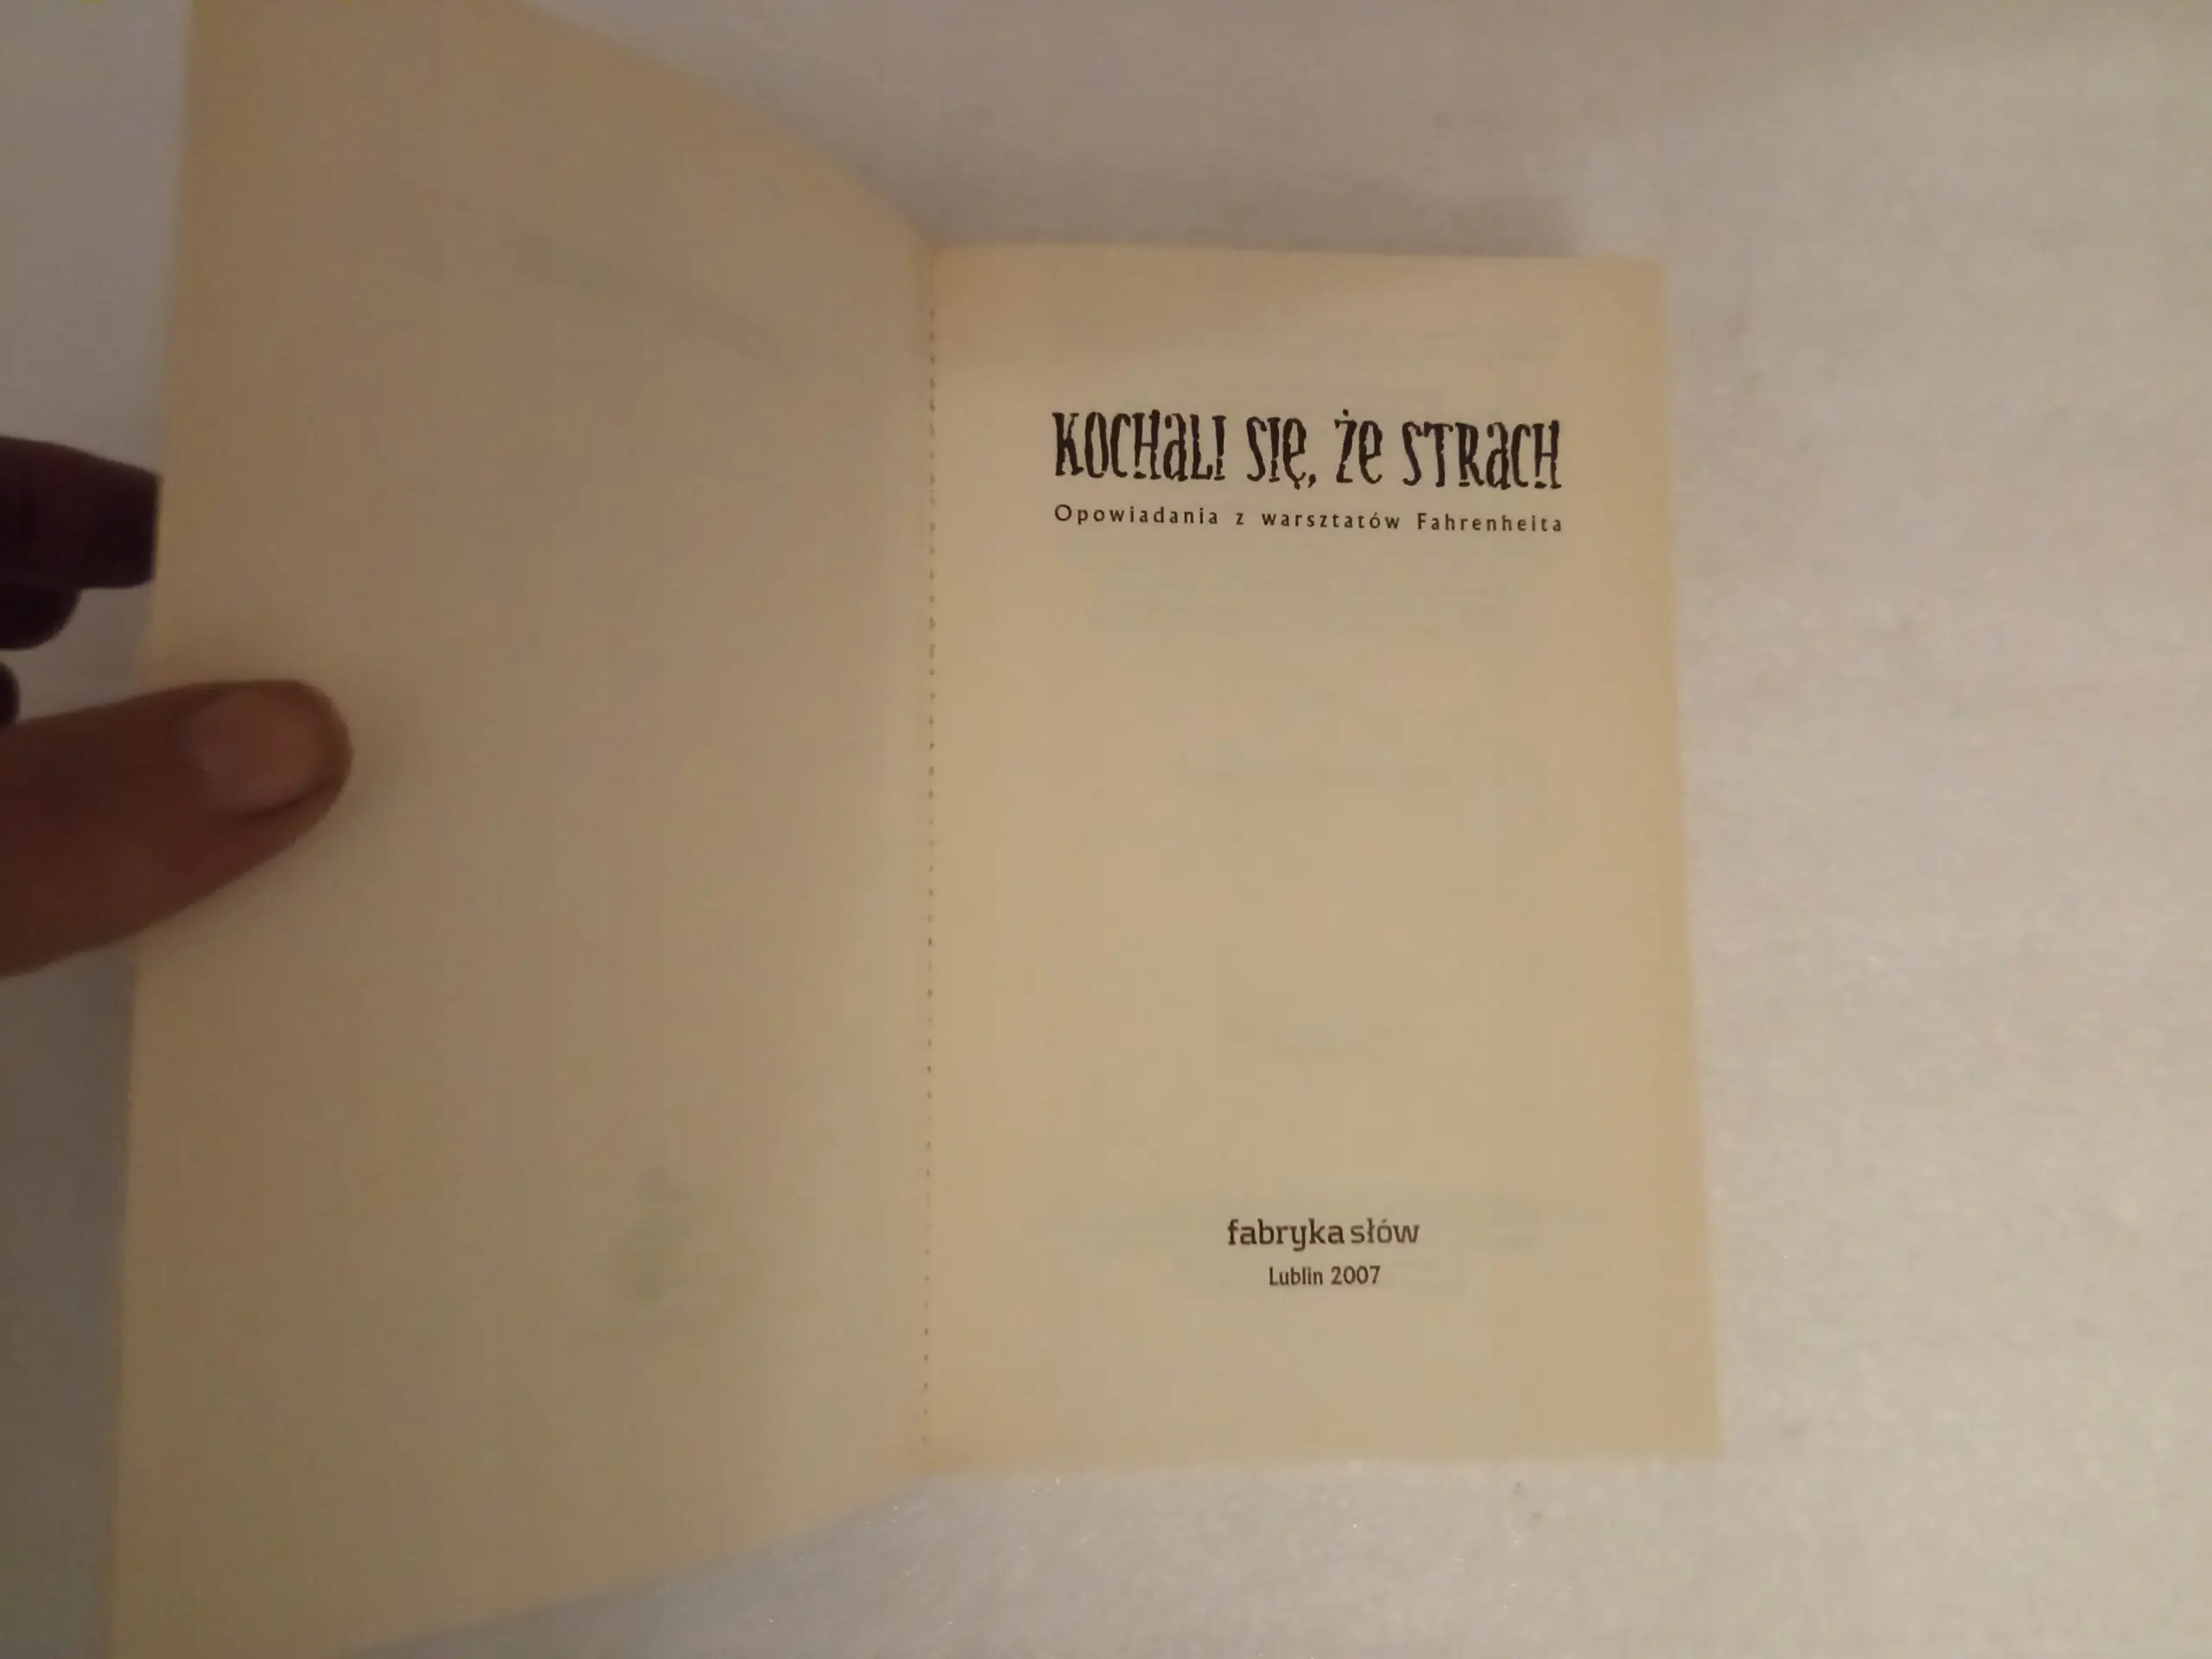 Kochali się, że strach
Opowiadania z warsztatów Fahrenheita
fabryka słów
Lublin 2007